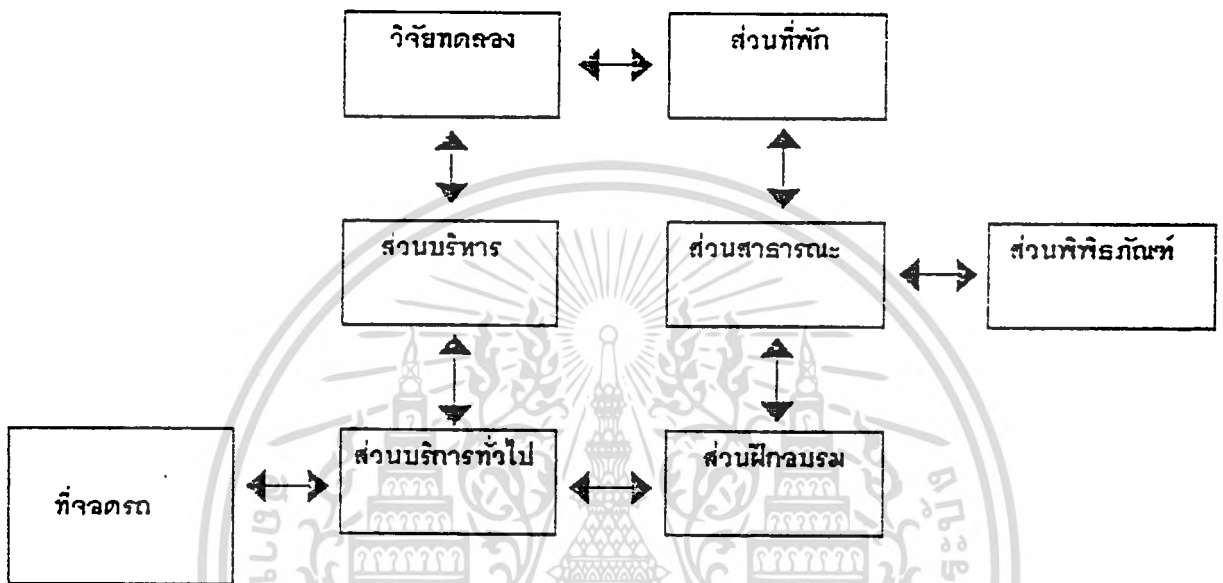 วิจัยทดลอง
ส่วนที่พัก
ส่วนบริหาร
ส่วนสาธารณะ
ส่วนพิพิธภัณฑ์
ส่วนบริการทั่วไป
ส่วนฝึกอบรม
ที่จอดรถ